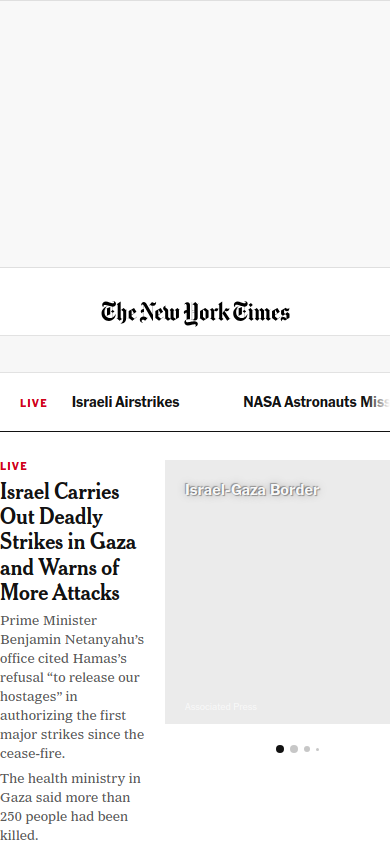 The New York Times
LIVE
Israeli Airstrikes
NASA Astronauts Miss
LIVE
Israel Carries
Out Deadly
Strikes in Gaza
and Warns of
More Attacks
Prime Minister
Benjamin Netanyahu’s
office cited Hamas’s
refusal “to release our
hostages” in
authorizing the first
major strikes since the
cease-fire.
The health ministry in
Gaza said more than
250 people had been
killed.
Israel-Gaza Border
Associated Press